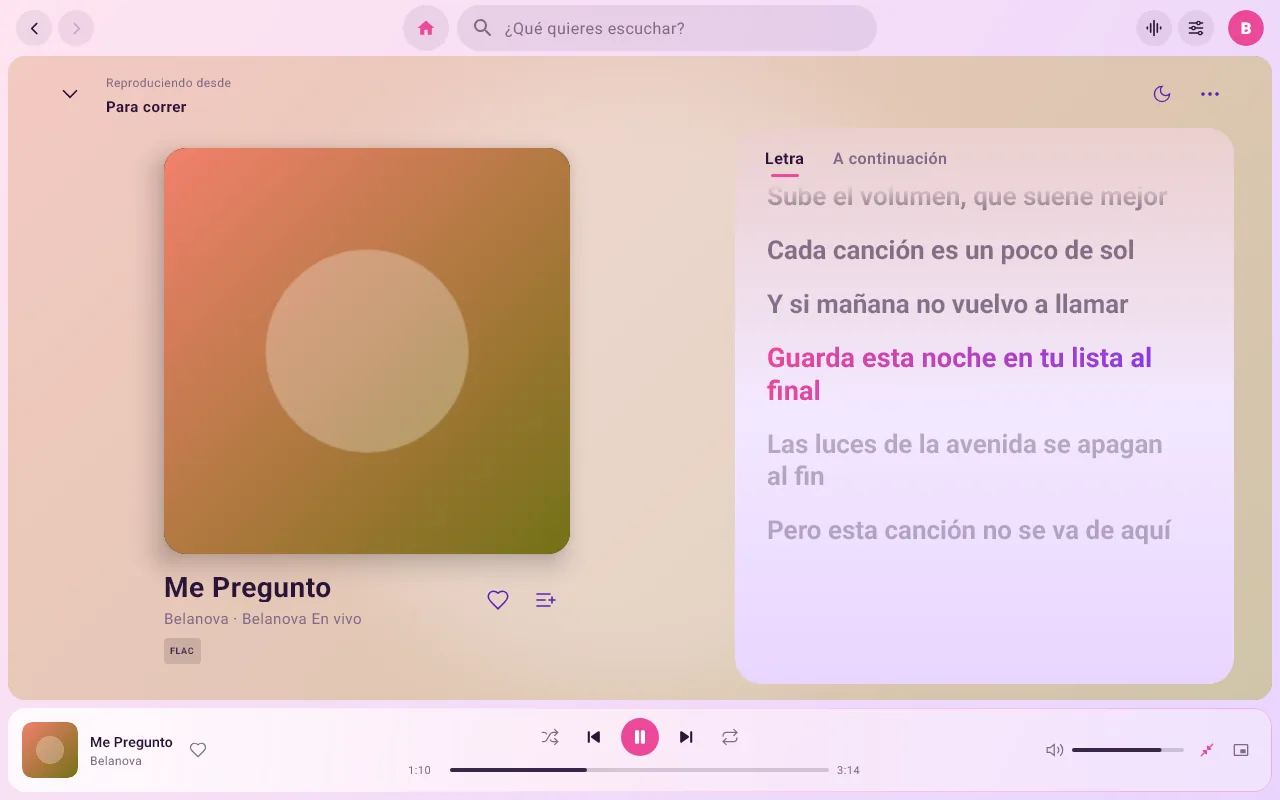 ¿Qué quieres escuchar?
B
Reproduciendo desde
Para correr
Letra
A continuación
Sube el volumen, que suene mejor
Cada canción es un poco de sol
Y si mañana no vuelvo a llamar
Guarda esta noche en tu lista al
final
Las luces de la avenida se apagan
al fin
Pero esta canción no se va de aquí
Me Pregunto
Belanova · Belanova En vivo
FLAC
Me Pregunto
Belanova
1:10
3:14